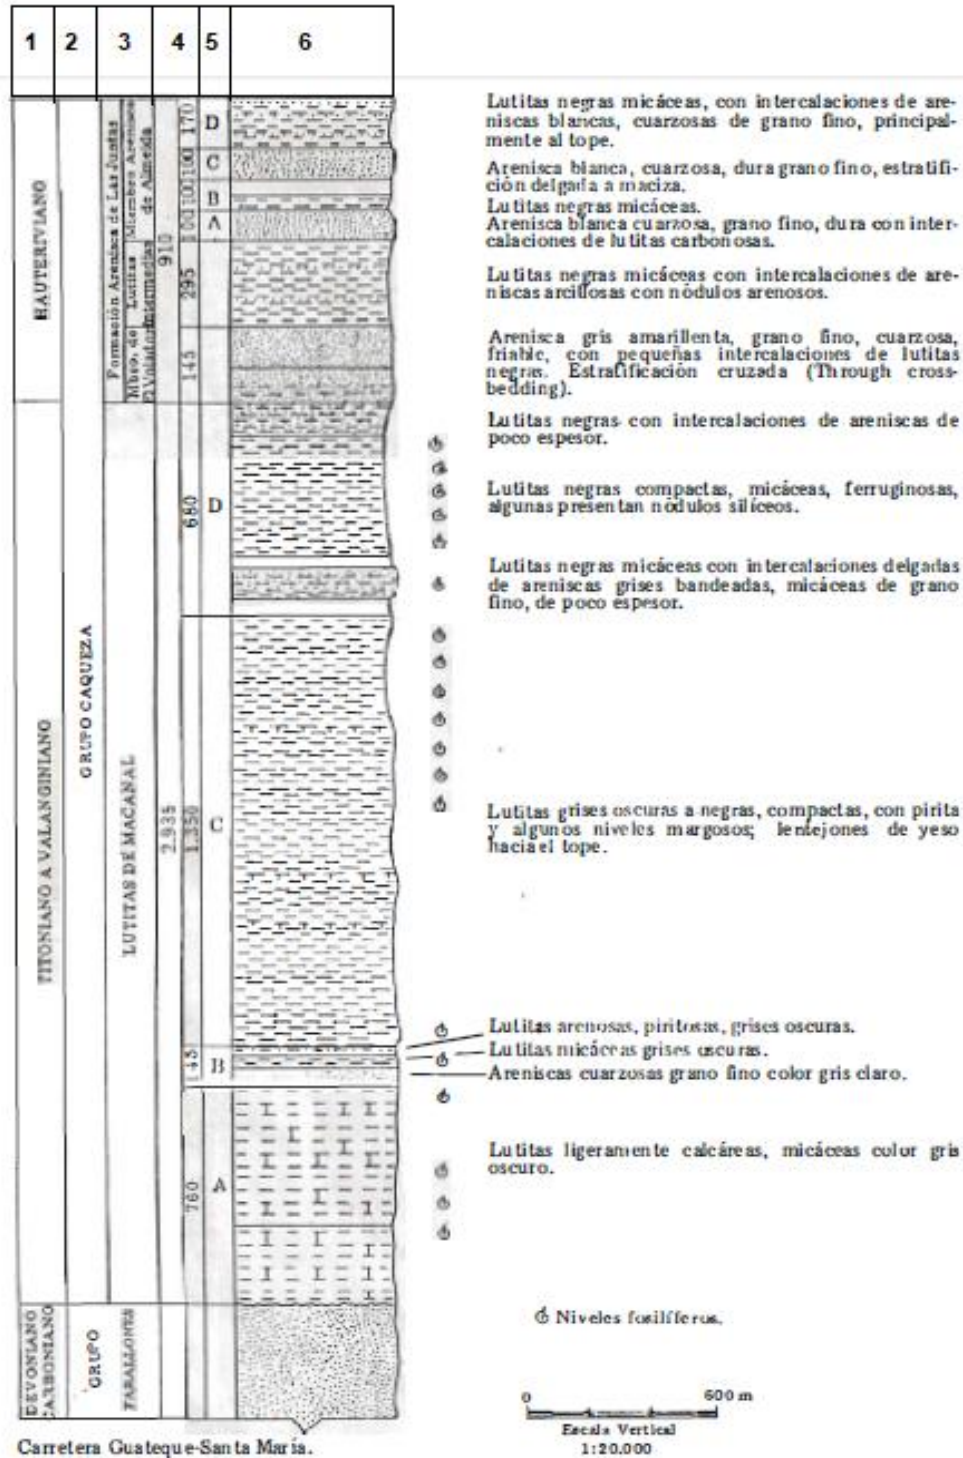 1 2 3 4 5 6
HAUTERIVIANO
TITONIANO A VALANGINIANO
DEVONIANO
CARBONIANO
GRUPO CAQUEZA
GRUPO
FARALLONES
Formación Arenisca de Las Juntas
Miembro Arenisca
de Almeida
Lutitas
Intermedias
Mbro. de
El Volador
LUTITAS DE MACANAL
910
2.935
170
100
100
100
295
145
680
1.350
145
760
D
C
B
A
D
C
B
A
Lutitas negras micáceas, con intercalaciones de are-
niscas blancas, cuarzosas de grano fino, principal-
mente al tope.
Arenisca blanca, cuarzosa, dura grano fino, estratifi-
ción delgada a maciza.
Lutitas negras micáceas.
Arenisca blanca cuarzosa, grano fino, dura con inter-
calaciones de lutitas carbonosas.
Lutitas negras micáceas con intercalaciones de are-
niscas arcillosas con nódulos arenosos.
Arenisca gris amarillenta, grano fino, cuarzosa,
friable, con pequeñas intercalaciones de lutitas
negras. Estratificación cruzada (Through cross-
bedding).
Lutitas negras con intercalaciones de areniscas de
poco espesor.
Lutitas negras compactas, micáceas, ferruginosas,
algunas presentan nódulos silíceos.
Lutitas negras micáceas con intercalaciones delgadas
de areniscas grises bandeadas, micáceas de grano
fino, de poco espesor.
Lutitas grises oscuras a negras, compactas, con pirita
y algunos niveles margosos; lentejones de yeso
hacia el tope.
Lutitas arenosas, piritosas, grises oscuras.
Lutitas micáceas grises oscuras.
Areniscas cuarzosas grano fino color gris claro.
Lutitas ligeramente calcáreas, micáceas color gris
oscuro.
Niveles fosilíferos.
0 600 m
Escala Vertical
1:20.000
Carretera Guateque-Santa María.